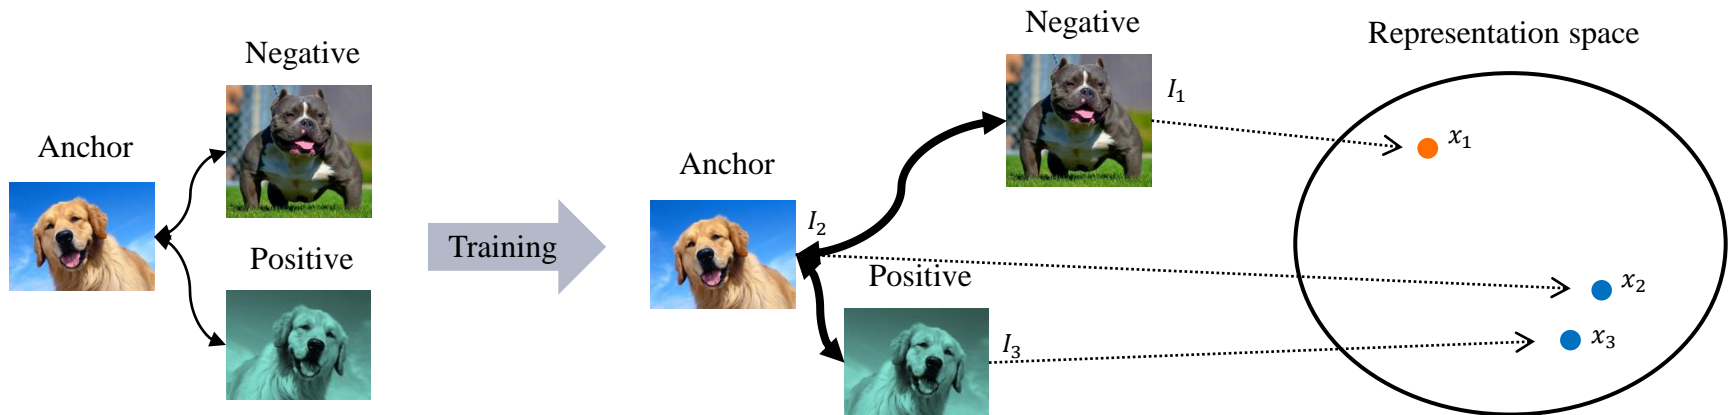 Negative
Anchor
Positive
Training
Negative
Anchor
Positive
I₁
I₂
I₃
Representation space
x₁
x₂
x₃